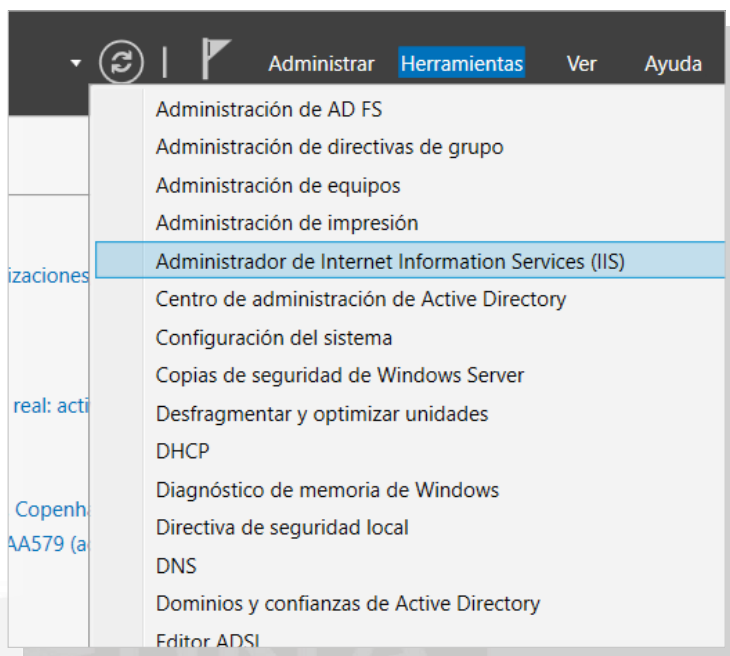 Administrar Herramientas Ver Ayuda
Administración de AD FS
Administración de directivas de grupo
Administración de equipos
Administración de impresión
Administrador de Internet Information Services (IIS)
izaciones
Centro de administración de Active Directory
Configuración del sistema
Copias de seguridad de Windows Server
real: acti
Desfragmentar y optimizar unidades
DHCP
Diagnóstico de memoria de Windows
Copenh
Directiva de seguridad local
AA579 (a
DNS
Dominios y confianzas de Active Directory
Editor ADSI